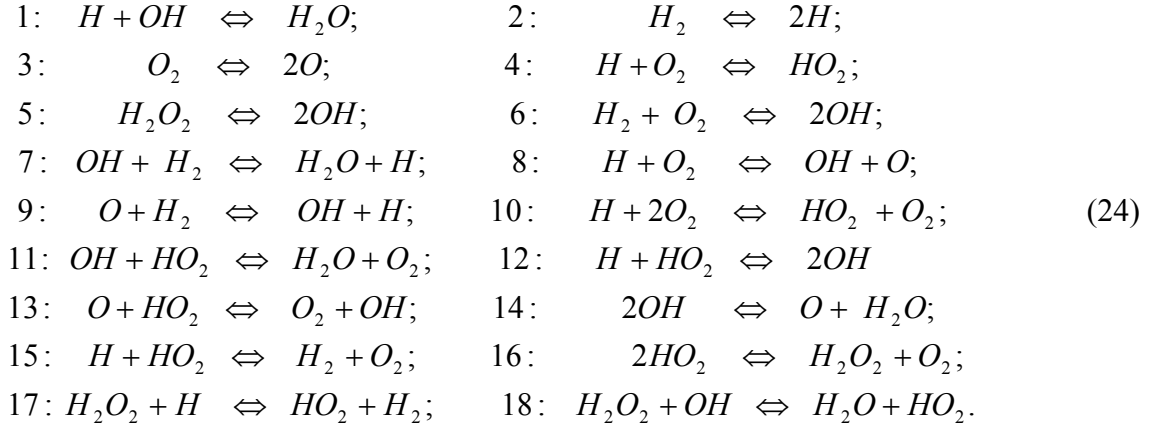 1: H + OH ⇔ H₂O; 2: H₂ ⇔ 2H;
3: O₂ ⇔ 2O; 4: H + O₂ ⇔ HO₂;
5: H₂O₂ ⇔ 2OH; 6: H₂ + O₂ ⇔ 2OH;
7: OH + H₂ ⇔ H₂O + H; 8: H + O₂ ⇔ OH + O;
9: O + H₂ ⇔ OH + H; 10: H + 2O₂ ⇔ HO₂ + O₂; (24)
11: OH + HO₂ ⇔ H₂O + O₂; 12: H + HO₂ ⇔ 2OH
13: O + HO₂ ⇔ O₂ + OH; 14: 2OH ⇔ O + H₂O;
15: H + HO₂ ⇔ H₂ + O₂; 16: 2HO₂ ⇔ H₂O₂ + O₂;
17: H₂O₂ + H ⇔ HO₂ + H₂; 18: H₂O₂ + OH ⇔ H₂O + HO₂.